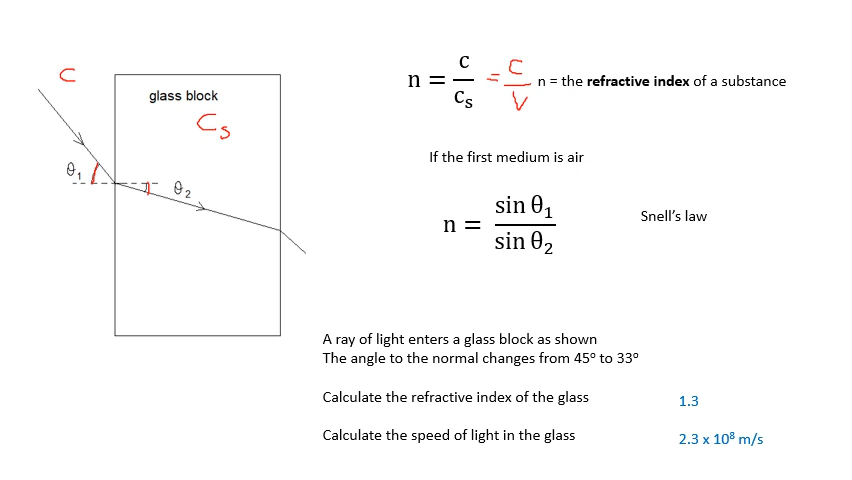 C
glass block
Cs
θ1
θ2
n = c/cs = C/V n = the refractive index of a substance
If the first medium is air
n = sin θ1/sin θ2
Snell’s law
A ray of light enters a glass block as shown
The angle to the normal changes from 45° to 33°
Calculate the refractive index of the glass 1.3
Calculate the speed of light in the glass 2.3 x 10⁸ m/s